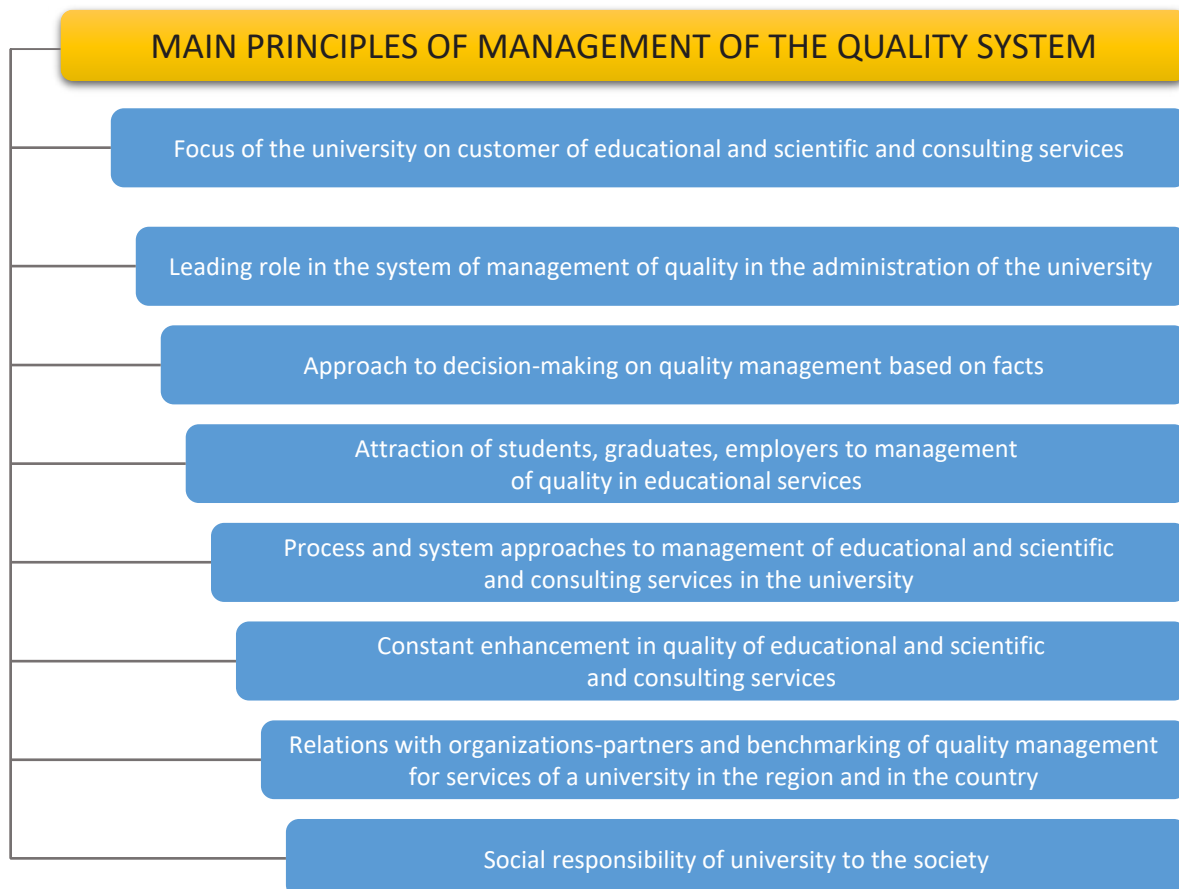 MAIN PRINCIPLES OF MANAGEMENT OF THE QUALITY SYSTEM
Focus of the university on customer of educational and scientific and consulting services
Leading role in the system of management of quality in the administration of the university
Approach to decision-making on quality management based on facts
Attraction of students, graduates, employers to management
of quality in educational services
Process and system approaches to management of educational and scientific
and consulting services in the university
Constant enhancement in quality of educational and scientific
and consulting services
Relations with organizations-partners and benchmarking of quality management
for services of a university in the region and in the country
Social responsibility of university to the society